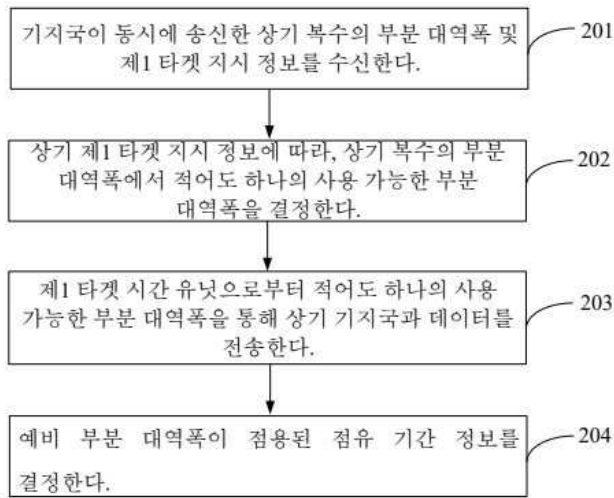 기지국이 동시에 송신한 상기 복수의 부분 대역폭 및
제1 타겟 지시 정보를 수신한다.
201
상기 제1 타겟 지시 정보에 따라, 상기 복수의 부분
대역폭에서 적어도 하나의 사용 가능한 부분
대역폭을 결정한다.
202
제1 타겟 시간 유닛으로부터 적어도 하나의 사용
가능한 부분 대역폭을 통해 상기 기지국과 데이터를
전송한다.
203
예비 부분 대역폭이 점용된 점유 기간 정보를
결정한다.
204